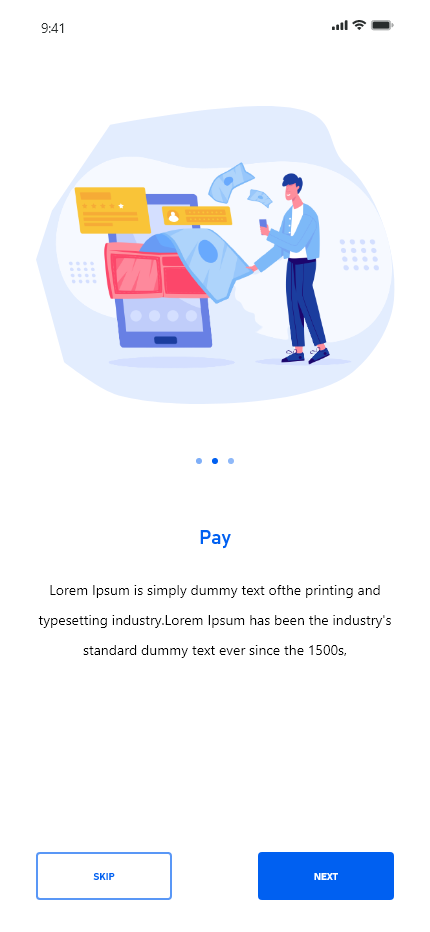 9:41
Pay
Lorem Ipsum is simply dummy text ofthe printing and
typesetting industry.Lorem Ipsum has been the industry's
standard dummy text ever since the 1500s,
SKIP
NEXT